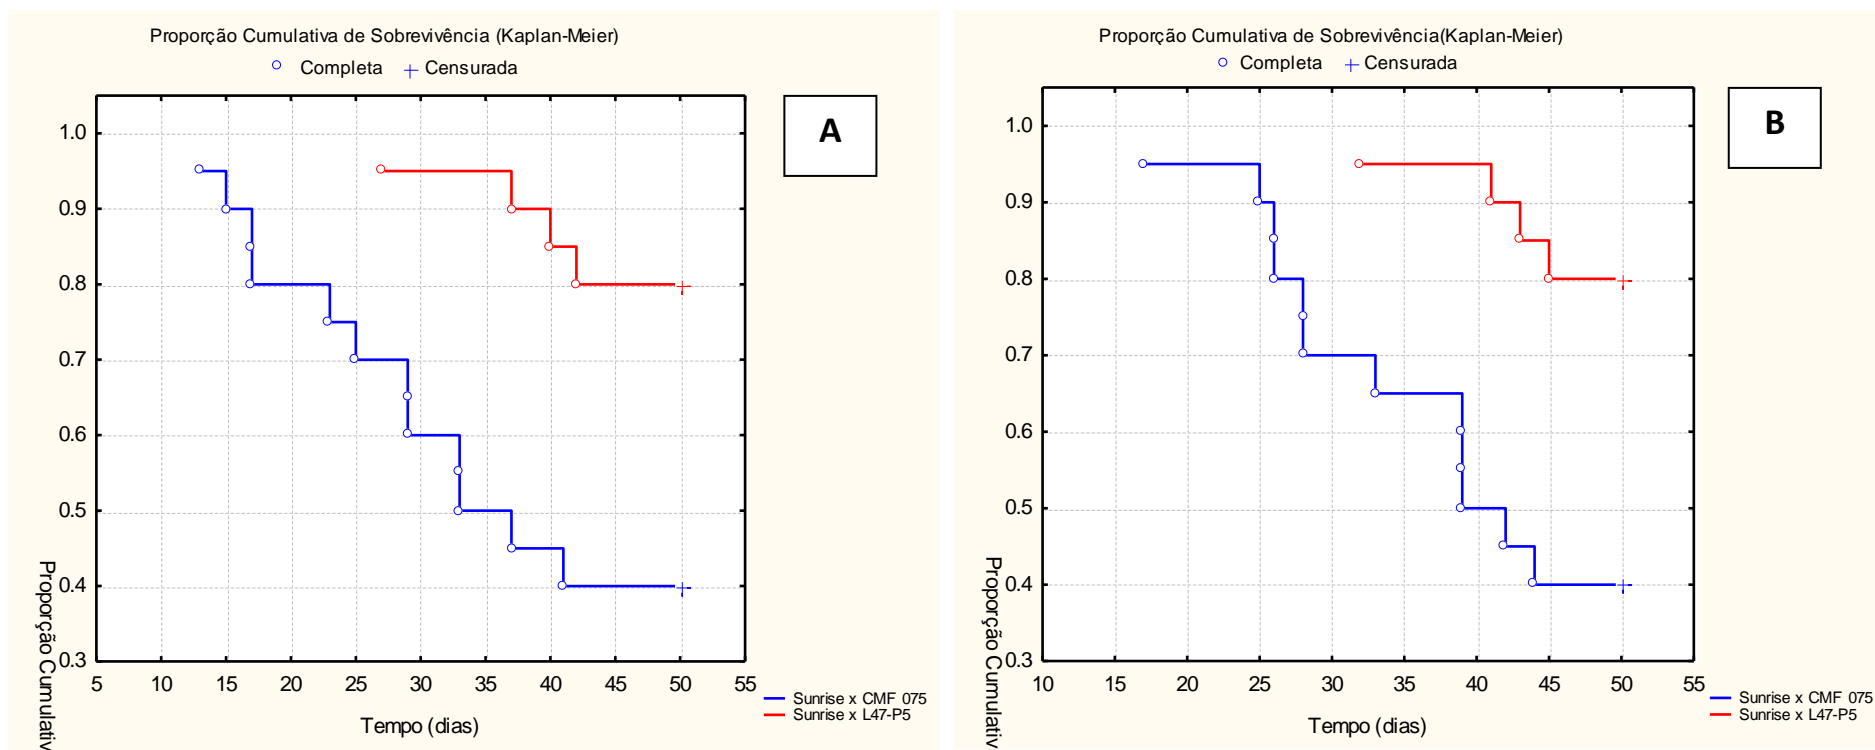 Proporção Cumulativa de Sobrevivência (Kaplan-Meier)
Completa Censurada
A
1.0
0.9
0.8
0.7
0.6
0.5
0.4
0.3
Proporção Cumulativ
5 10 15 20 25 30 35 40 45 50 55
Tempo (dias)
Sunrise x CMF 075
Sunrise x L47-P5
Proporção Cumulativa de Sobrevivência(Kaplan-Meier)
Completa Censurada
B
1.0
0.9
0.8
0.7
0.6
0.5
0.4
0.3
Proporção Cumulativ
10 15 20 25 30 35 40 45 50 55
Tempo (dias)
Sunrise x CMF 075
Sunrise x L47-P5